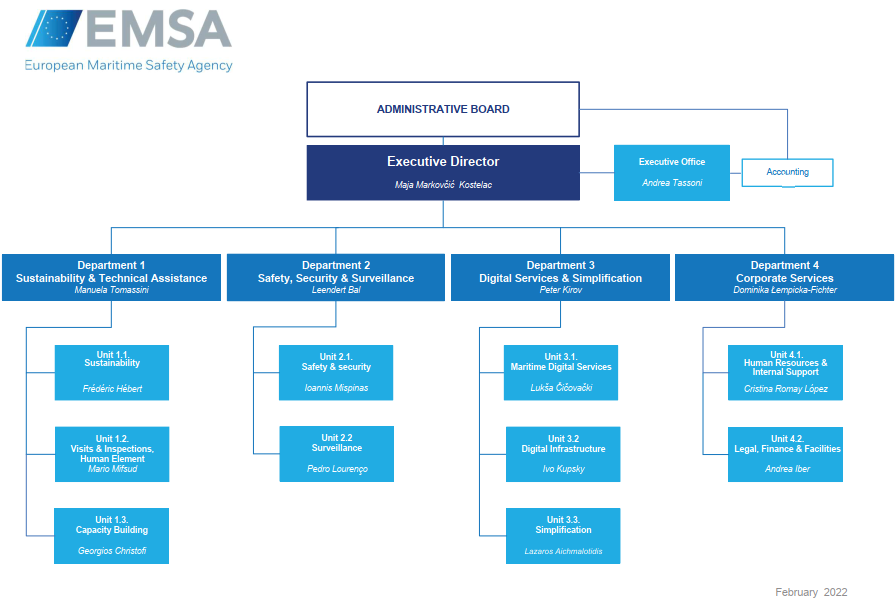 EMSA
European Maritime Safety Agency
ADMINISTRATIVE BOARD
Executive Director
Maja Markovčić Kostelac
Executive Office
Andrea Tassoni
Accounting
Department 1
Sustainability & Technical Assistance
Manuela Tomassini
Department 2
Safety, Security & Surveillance
Leendert Bal
Department 3
Digital Services & Simplification
Peter Kirov
Department 4
Corporate Services
Dominika Łempicka-Fichter
Unit 1.1.
Sustainability
Frédéric Hébert
Unit 1.2.
Visits & Inspections,
Human Element
Mario Mifsud
Unit 1.3.
Capacity Building
Georgios Christofi
Unit 2.1.
Safety & security
Ioannis Mispinas
Unit 2.2
Surveillance
Pedro Lourenço
Unit 3.1.
Maritime Digital Services
Lukša Čičovački
Unit 3.2
Digital Infrastructure
Ivo Kupsky
Unit 3.3.
Simplification
Lazaros Aichmalotidis
Unit 4.1.
Human Resources &
Internal Support
Cristina Romay López
Unit 4.2.
Legal, Finance & Facilities
Andrea Iber
February 2022